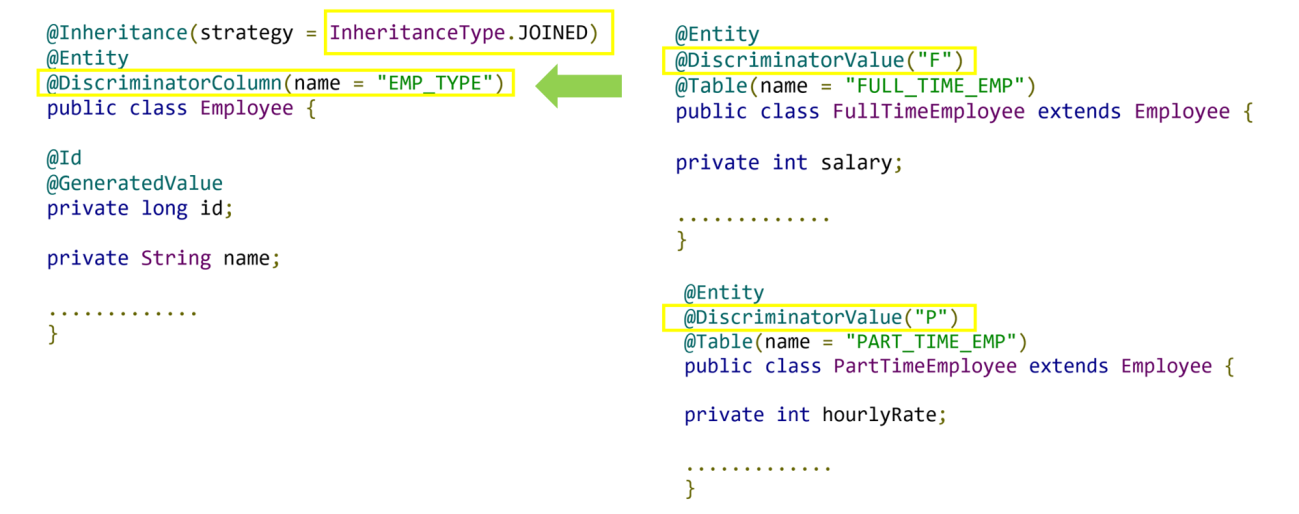 @Inheritance(strategy = InheritanceType.JOINED)
@Entity
@DiscriminatorColumn(name = "EMP_TYPE")
public class Employee {
@Id
@GeneratedValue
private long id;
private String name;
.............
}
@Entity
@DiscriminatorValue("F")
@Table(name = "FULL_TIME_EMP")
public class FullTimeEmployee extends Employee {
private int salary;
.............
}
@Entity
@DiscriminatorValue("P")
@Table(name = "PART_TIME_EMP")
public class PartTimeEmployee extends Employee {
private int hourlyRate;
.............
}